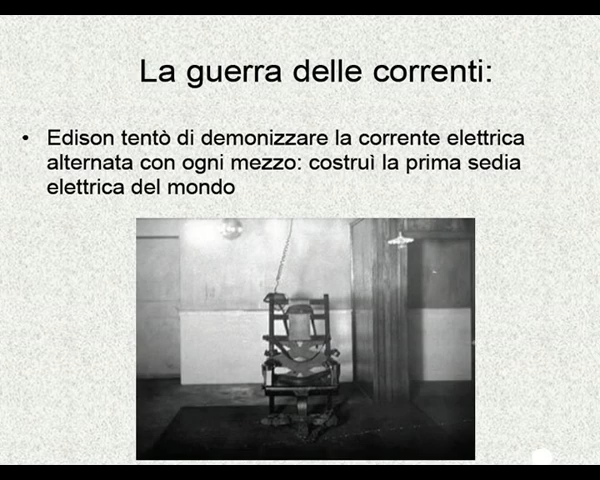 La guerra delle correnti:
• Edison tentò di demonizzare la corrente elettrica
alternata con ogni mezzo: costruì la prima sedia
elettrica del mondo